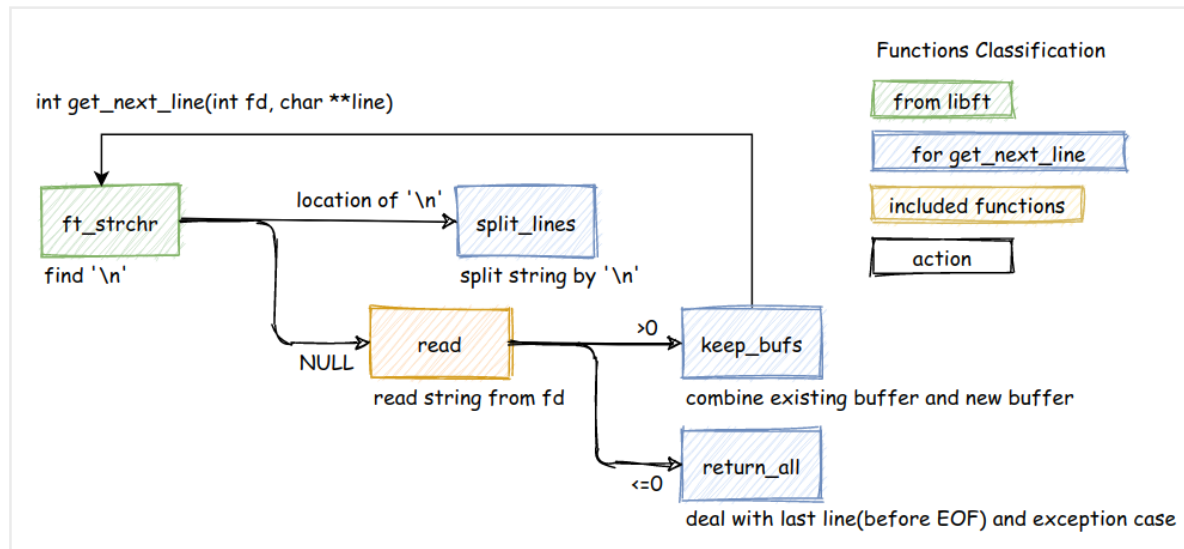 Functions Classification
from libft
int get_next_line(int fd, char **line)
for get_next_line
location of '\n'
included functions
ft_strchr
split_lines
action
find '\n'
split string by '\n'
>0
read
keep_bufs
NULL
read string from fd
combine existing buffer and new buffer
return_all
<=0
deal with last line(before EOF) and exception case